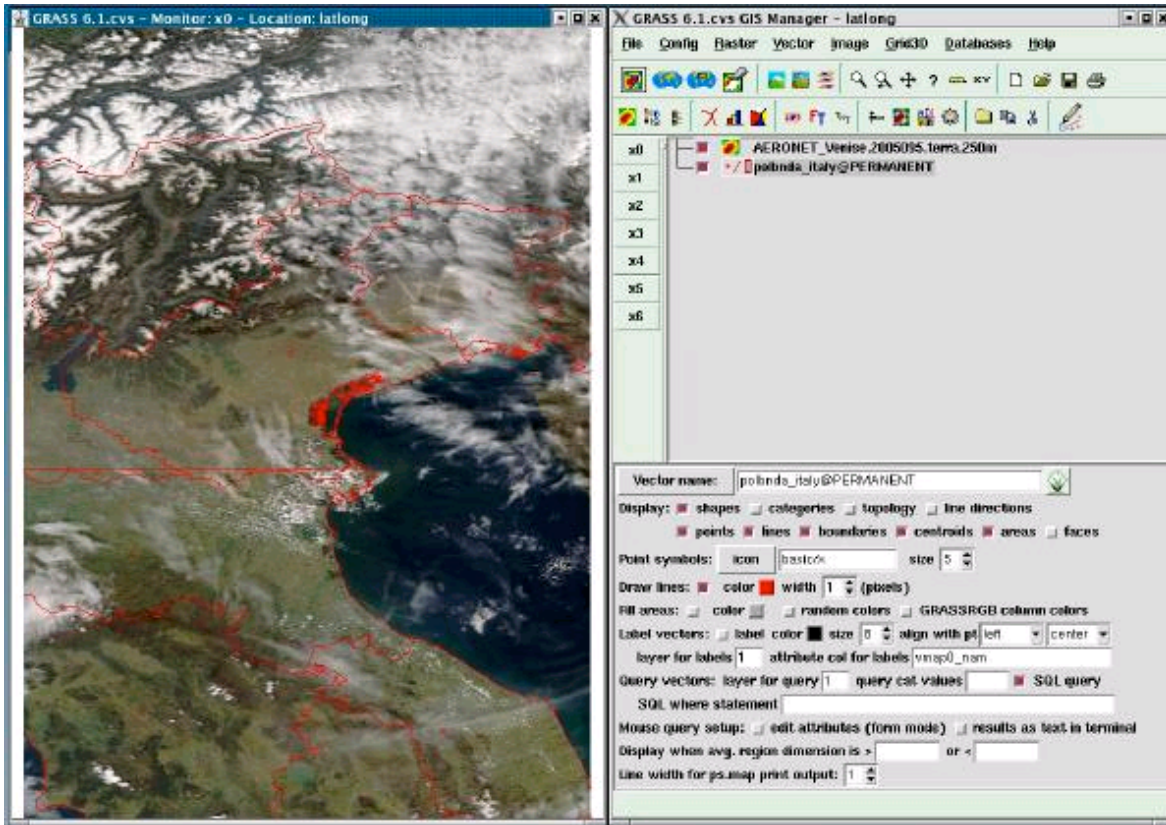 GRASS 6.1.cvs - Monitor: x0 - Location: latlong
GRASS 6.1.cvs GIS Manager - latlong
File Config Raster Vector Image Grid3D Databases Help
x0
x1
x2
x3
x4
x5
x6
AERONET_Venise.2005095.terra.250m
polbnda_italy@PERMANENT
Vector name: polbnda_italy@PERMANENT
Display: shapes categories topology line directions
points lines boundaries centroids areas faces
Point symbols: icon basic/x size 5
Draw lines: color width 1 (pixels)
Fill areas: color random colors GRASSRGB column colors
Label vectors: label color size 8 align with pt left center
layer for labels 1 attribute col for labels vmap0_nam
Query vectors: layer for query 1 query cat values SQL query
SQL where statement
Mouse query setup: edit attributes (form mode) results as text in terminal
Display when avg. region dimension is > or <
Line width for ps.map print output: 1